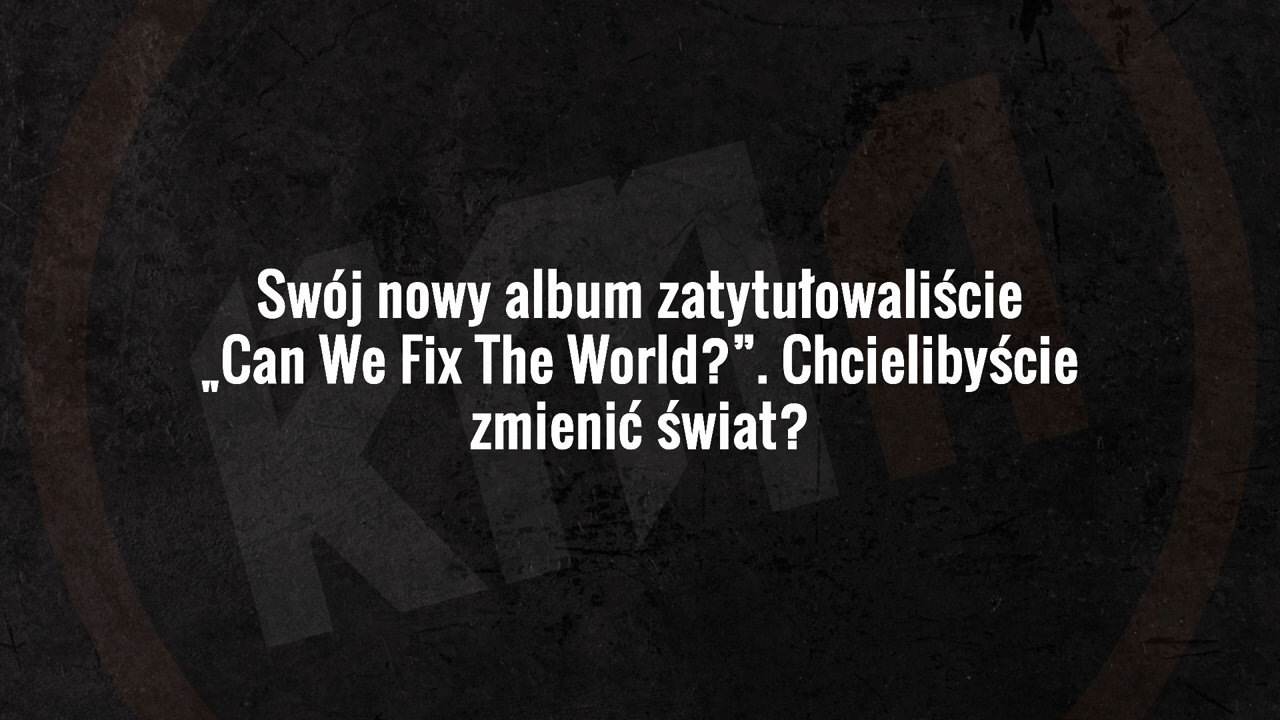 Swój nowy album zatytułowaliście
„Can We Fix The World?”. Chcielibyście
zmienić świat?